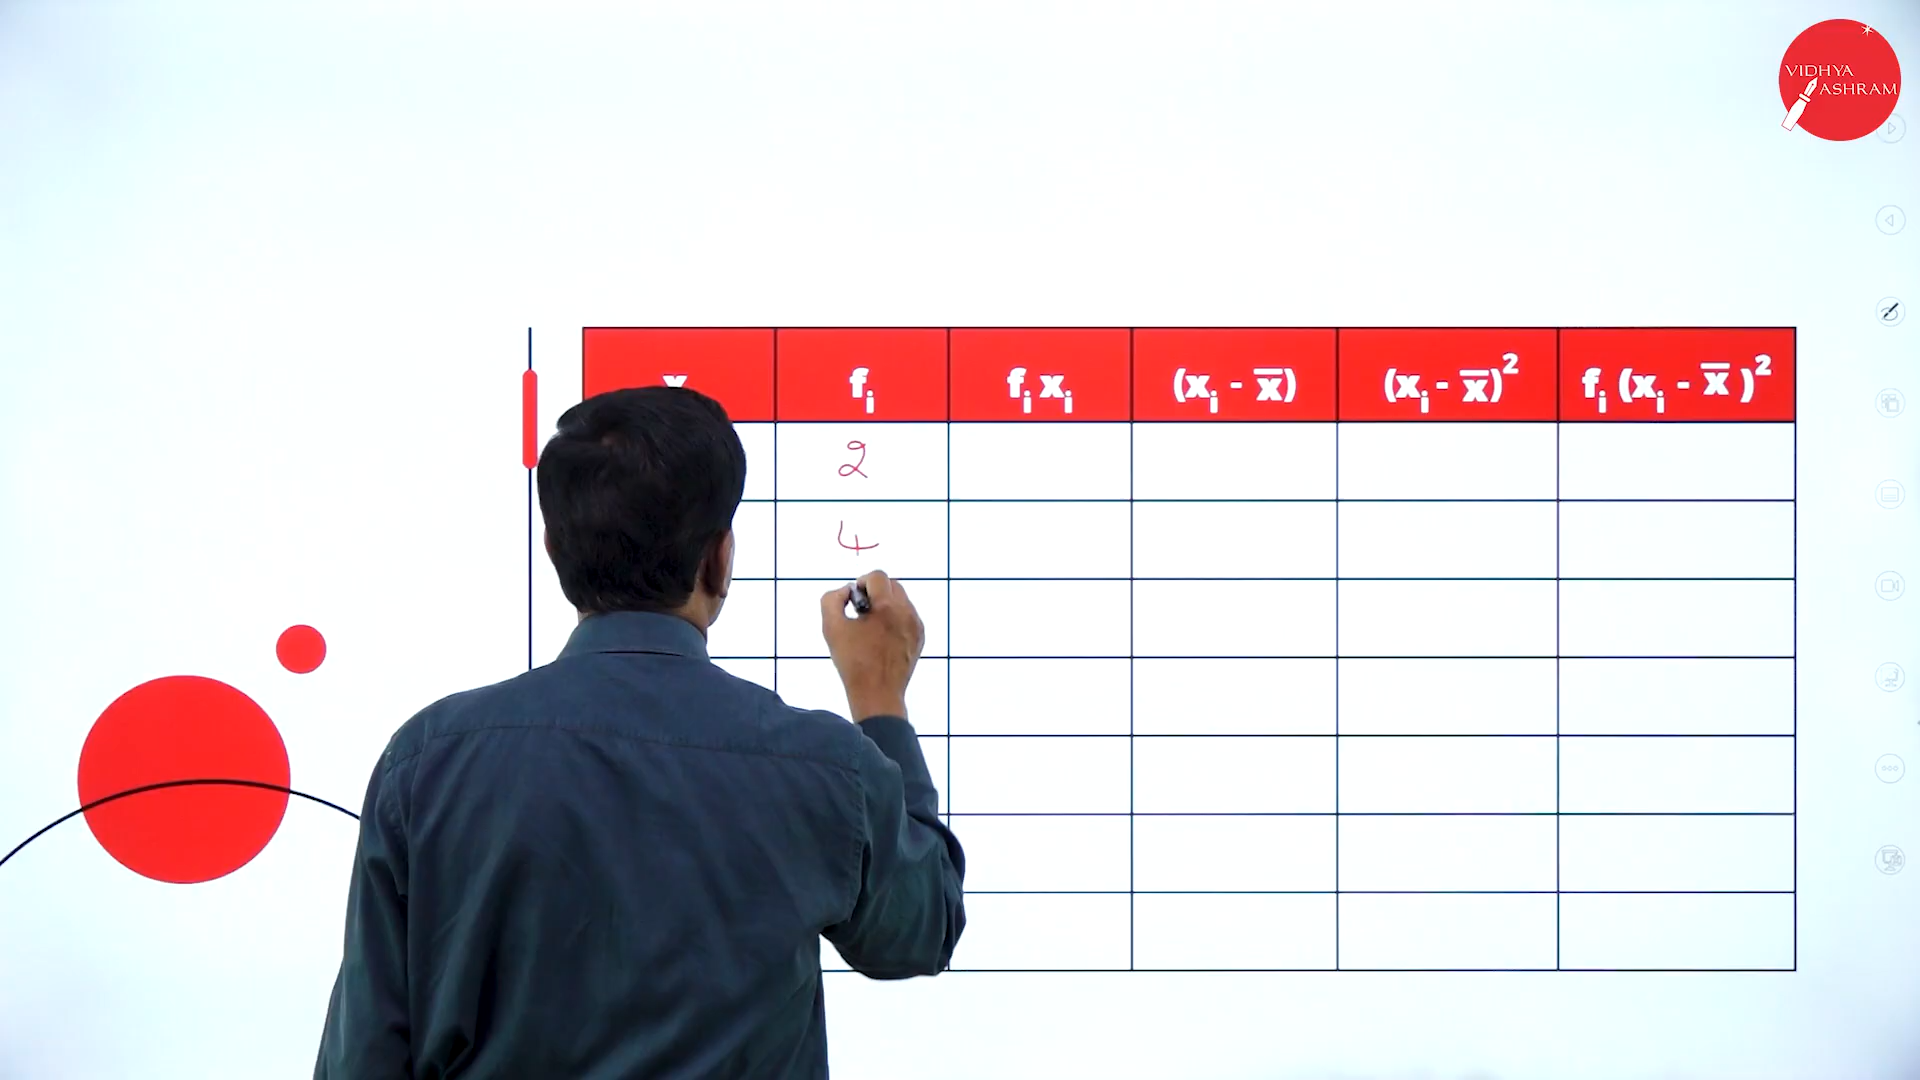 VIDHYA
ASHRAM
x fᵢ fᵢ xᵢ (xᵢ - x̅) (xᵢ - x̅)² fᵢ (xᵢ - x̅ )²
2
4